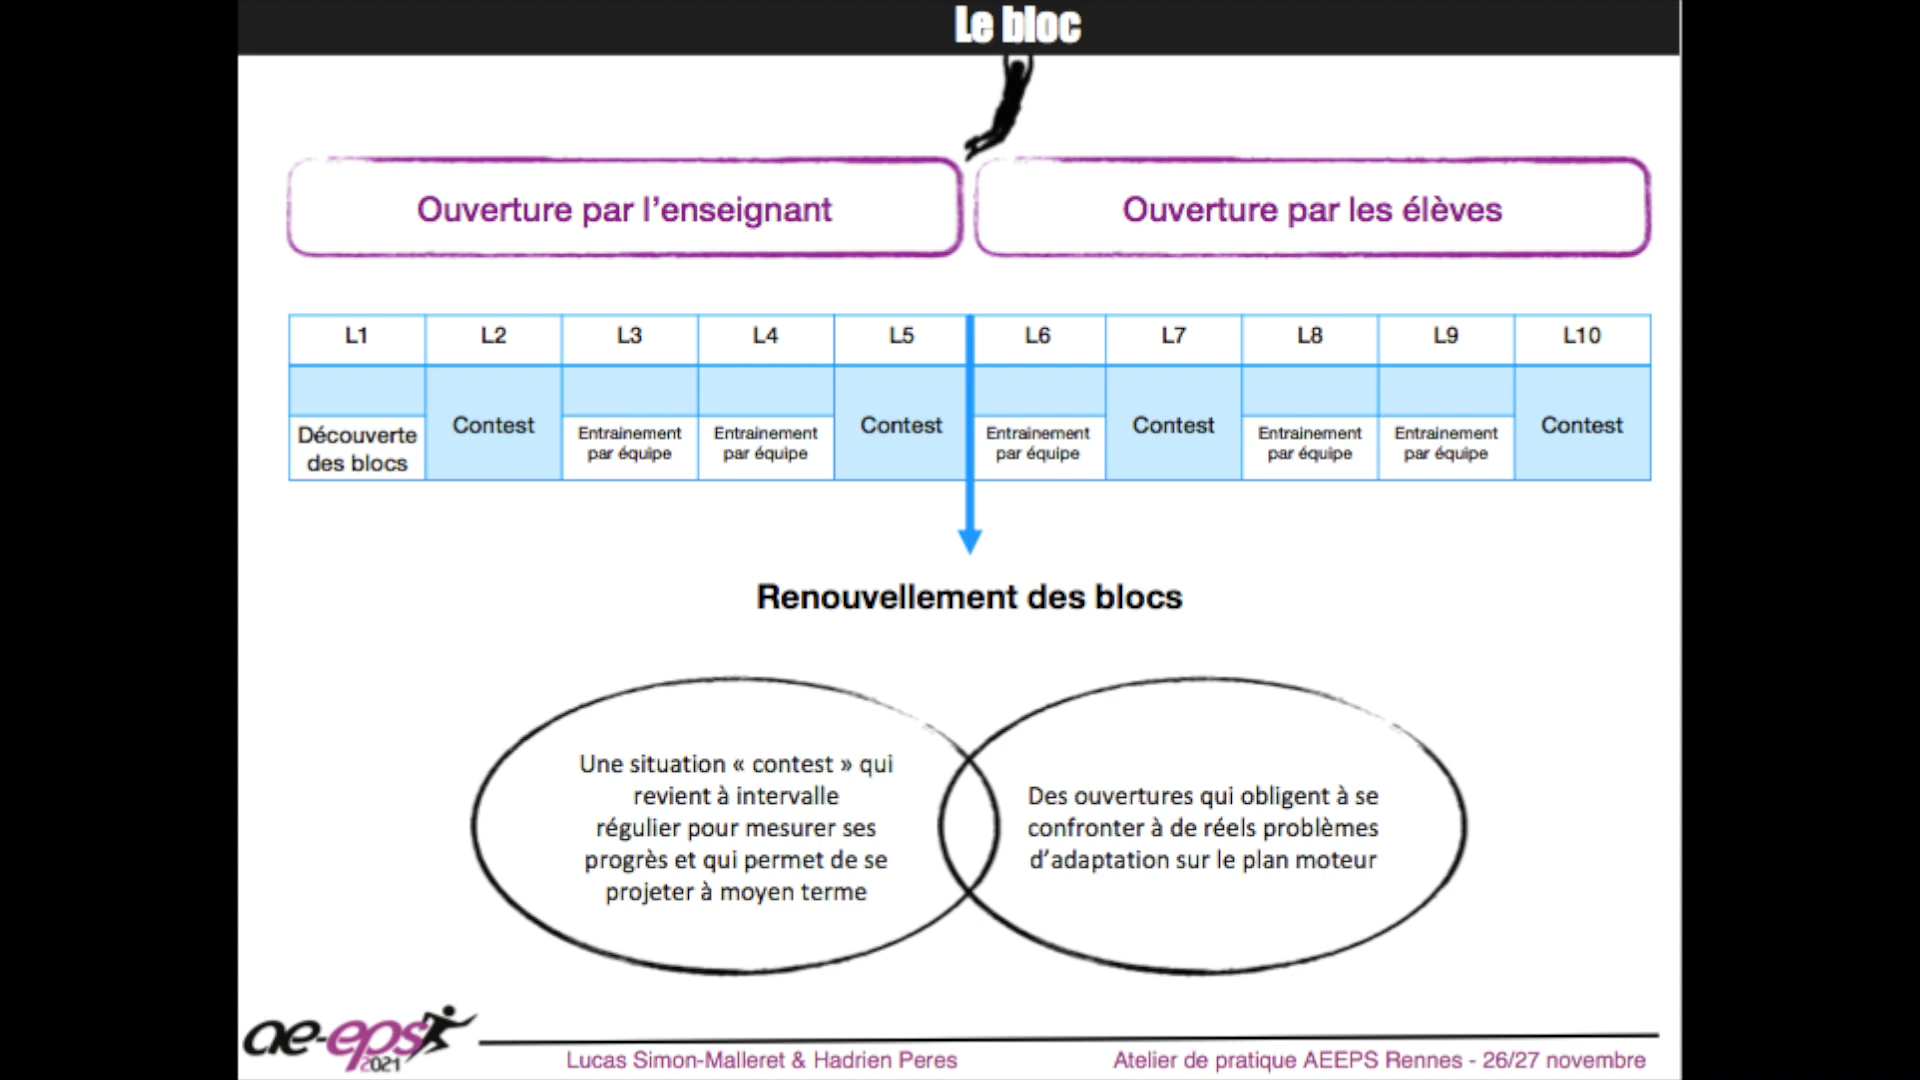 Le bloc
Ouverture par l’enseignant
Ouverture par les élèves
L1 L2 L3 L4 L5 L6 L7 L8 L9 L10
Découverte
des blocs
Contest
Entrainement
par équipe
Entrainement
par équipe
Contest
Entrainement
par équipe
Contest
Entrainement
par équipe
Entrainement
par équipe
Contest
Renouvellement des blocs
Une situation « contest » qui
revient à intervalle
régulier pour mesurer ses
progrès et qui permet de se
projeter à moyen terme
Des ouvertures qui obligent à se
confronter à de réels problèmes
d’adaptation sur le plan moteur
ae-eps
2021
Lucas Simon-Malleret & Hadrien Peres
Atelier de pratique AEEPS Rennes - 26/27 novembre